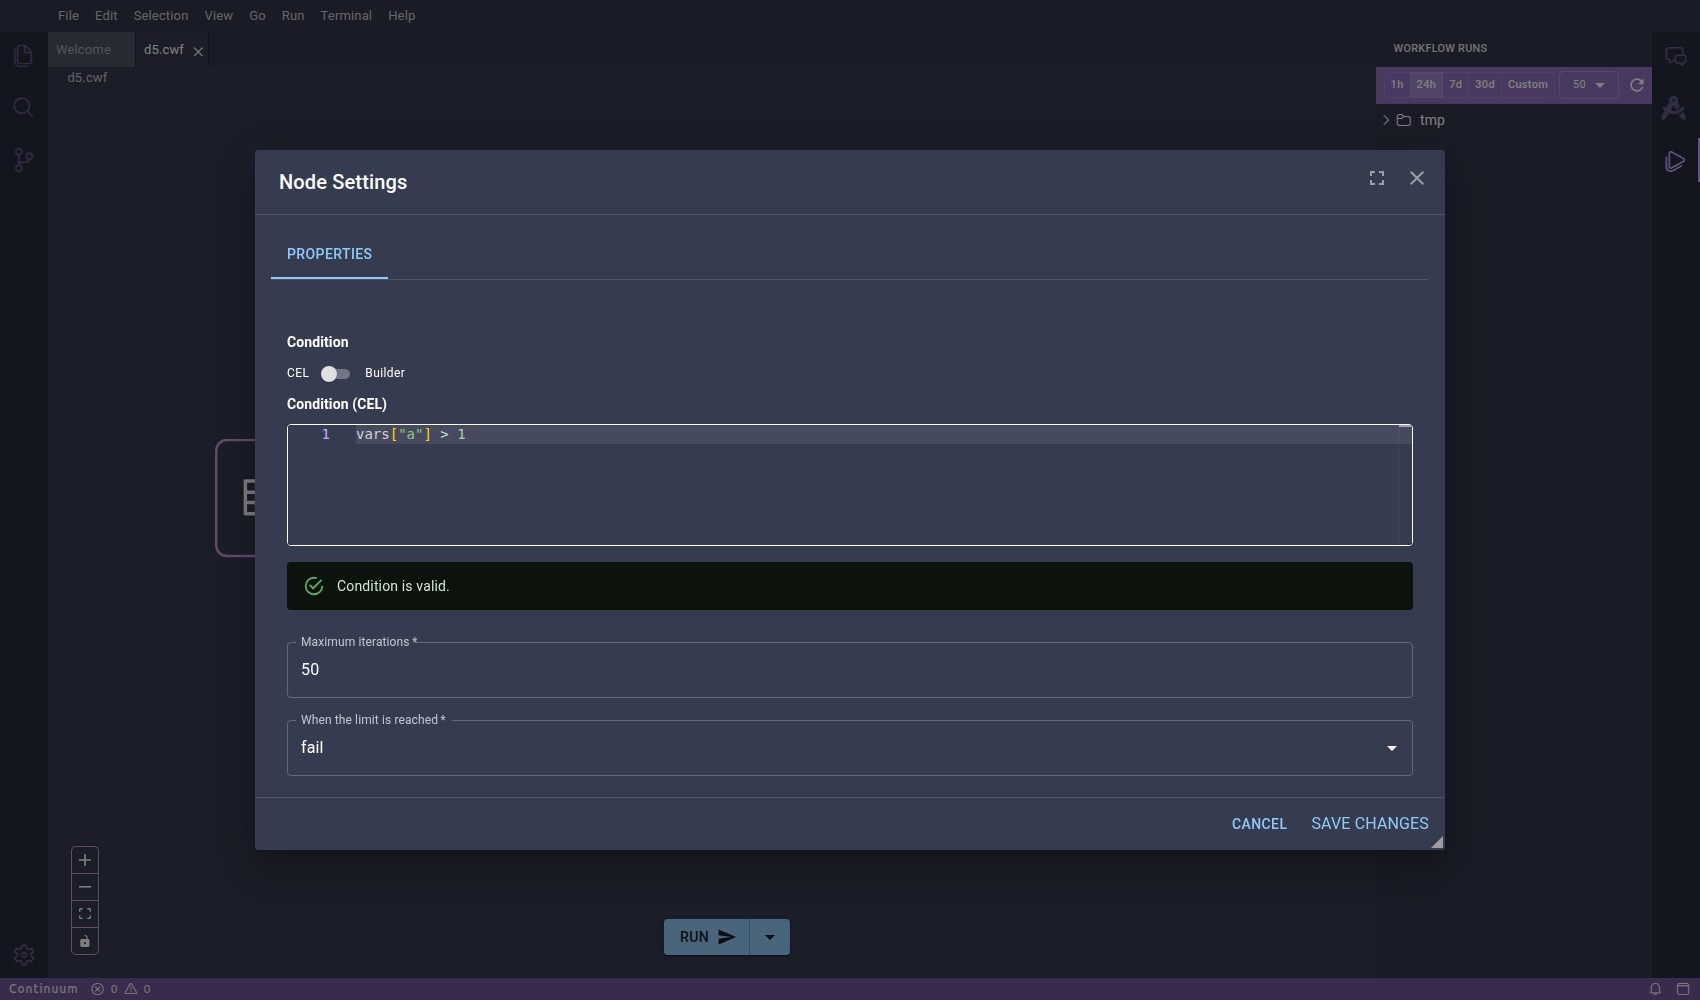 File Edit Selection View Go Run Terminal Help
Welcome d5.cwf
d5.cwf
WORKFLOW RUNS
1h 24h 7d 30d Custom 50
tmp
Node Settings
PROPERTIES
Condition
CEL Builder
Condition (CEL)
1 vars["a"] > 1
Condition is valid.
Maximum iterations *
50
When the limit is reached *
fail
CANCEL SAVE CHANGES
RUN
Continuum 0 0